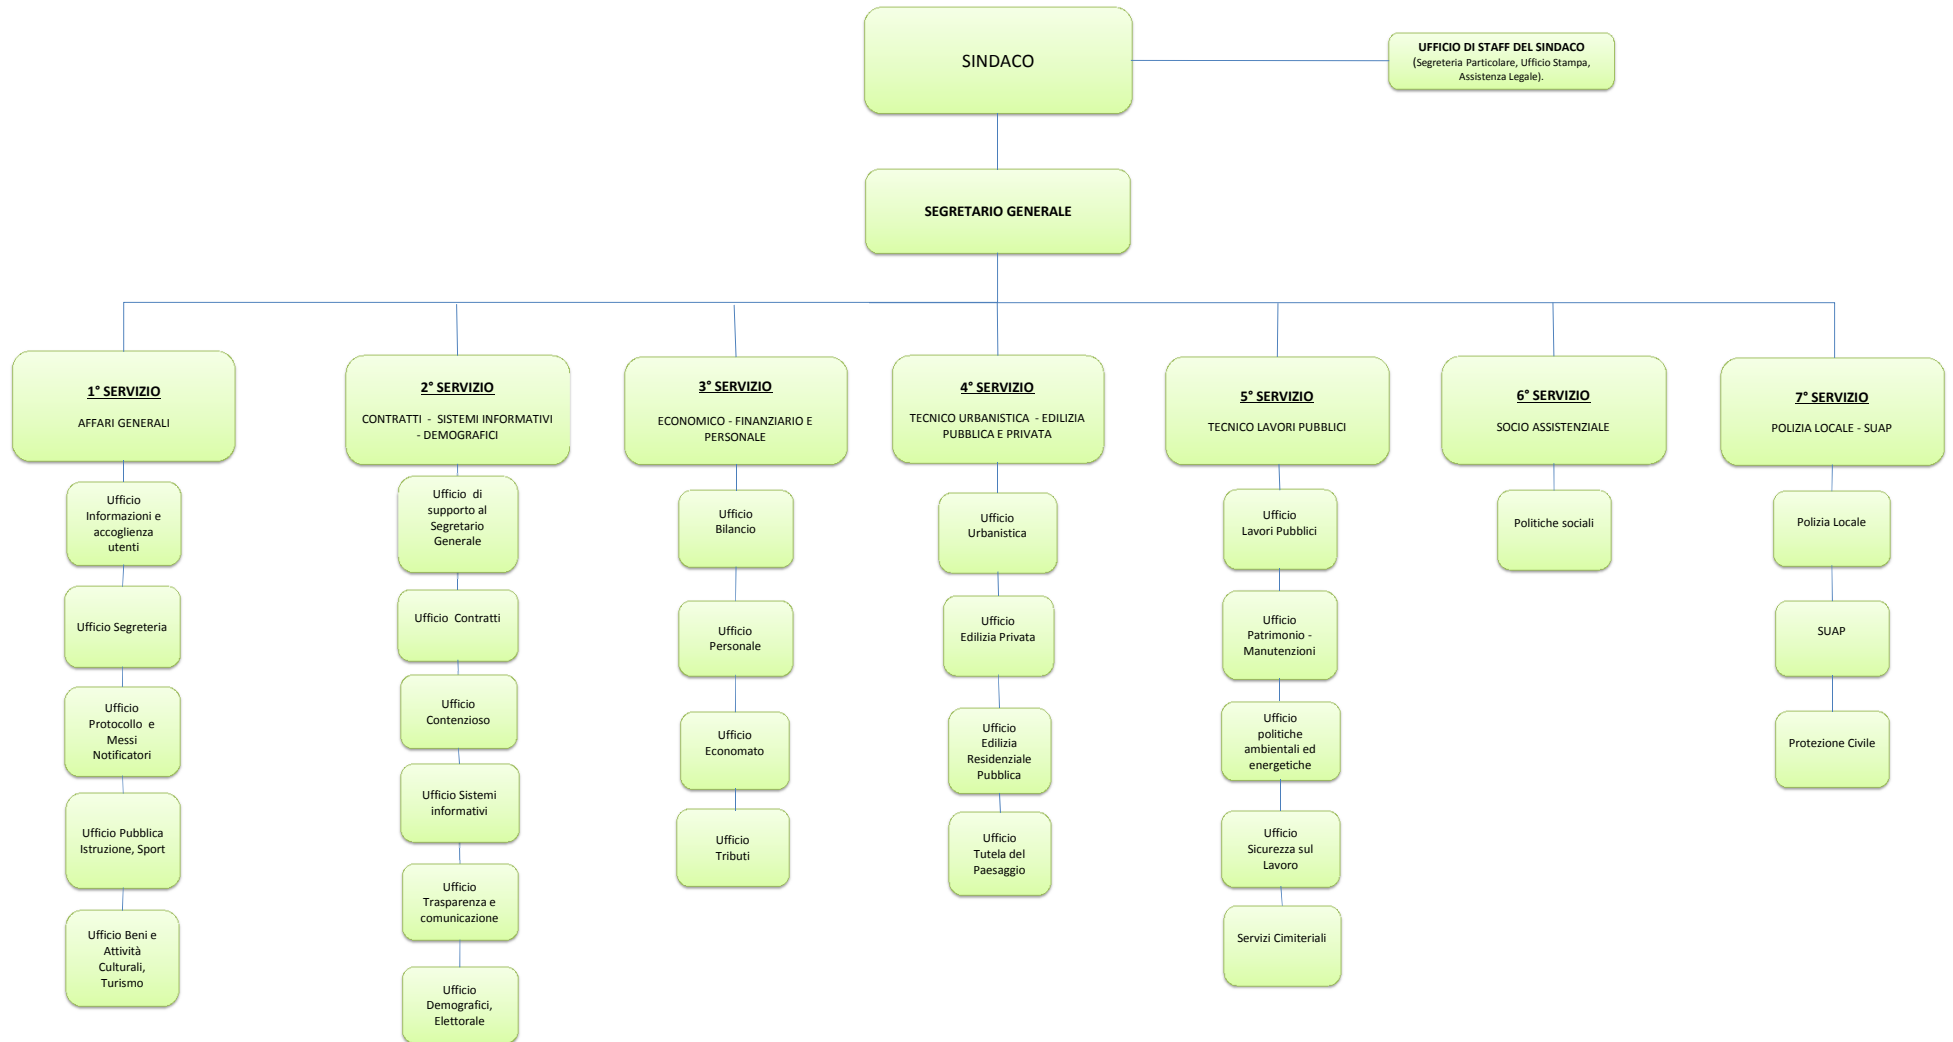 SINDACO
UFFICIO DI STAFF DEL SINDACO
(Segreteria Particolare, Ufficio Stampa,
Assistenza Legale).
SEGRETARIO GENERALE
1° SERVIZIO
AFFARI GENERALI
2° SERVIZIO
CONTRATTI - SISTEMI INFORMATIVI
- DEMOGRAFICI
3° SERVIZIO
ECONOMICO - FINANZIARIO E
PERSONALE
4° SERVIZIO
TECNICO URBANISTICA - EDILIZIA
PUBBLICA E PRIVATA
5° SERVIZIO
TECNICO LAVORI PUBBLICI
6° SERVIZIO
SOCIO ASSISTENZIALE
7° SERVIZIO
POLIZIA LOCALE - SUAP
Ufficio
Informazioni e
accoglienza
utenti
Ufficio Segreteria
Ufficio
Protocollo e
Messi
Notificatori
Ufficio Pubblica
Istruzione, Sport
Ufficio Beni e
Attività
Culturali,
Turismo
Ufficio di
supporto al
Segretario
Generale
Ufficio Contratti
Ufficio
Contenzioso
Ufficio Sistemi
informativi
Ufficio
Trasparenza e
comunicazione
Ufficio
Demografici,
Elettorale
Ufficio
Bilancio
Ufficio
Personale
Ufficio
Economato
Ufficio
Tributi
Ufficio
Urbanistica
Ufficio
Edilizia Privata
Ufficio
Edilizia
Residenziale
Pubblica
Ufficio
Tutela del
Paesaggio
Ufficio
Lavori Pubblici
Ufficio
Patrimonio -
Manutenzioni
Ufficio
politiche
ambientali ed
energetiche
Ufficio
Sicurezza sul
Lavoro
Servizi Cimiteriali
Politiche sociali
Polizia Locale
SUAP
Protezione Civile